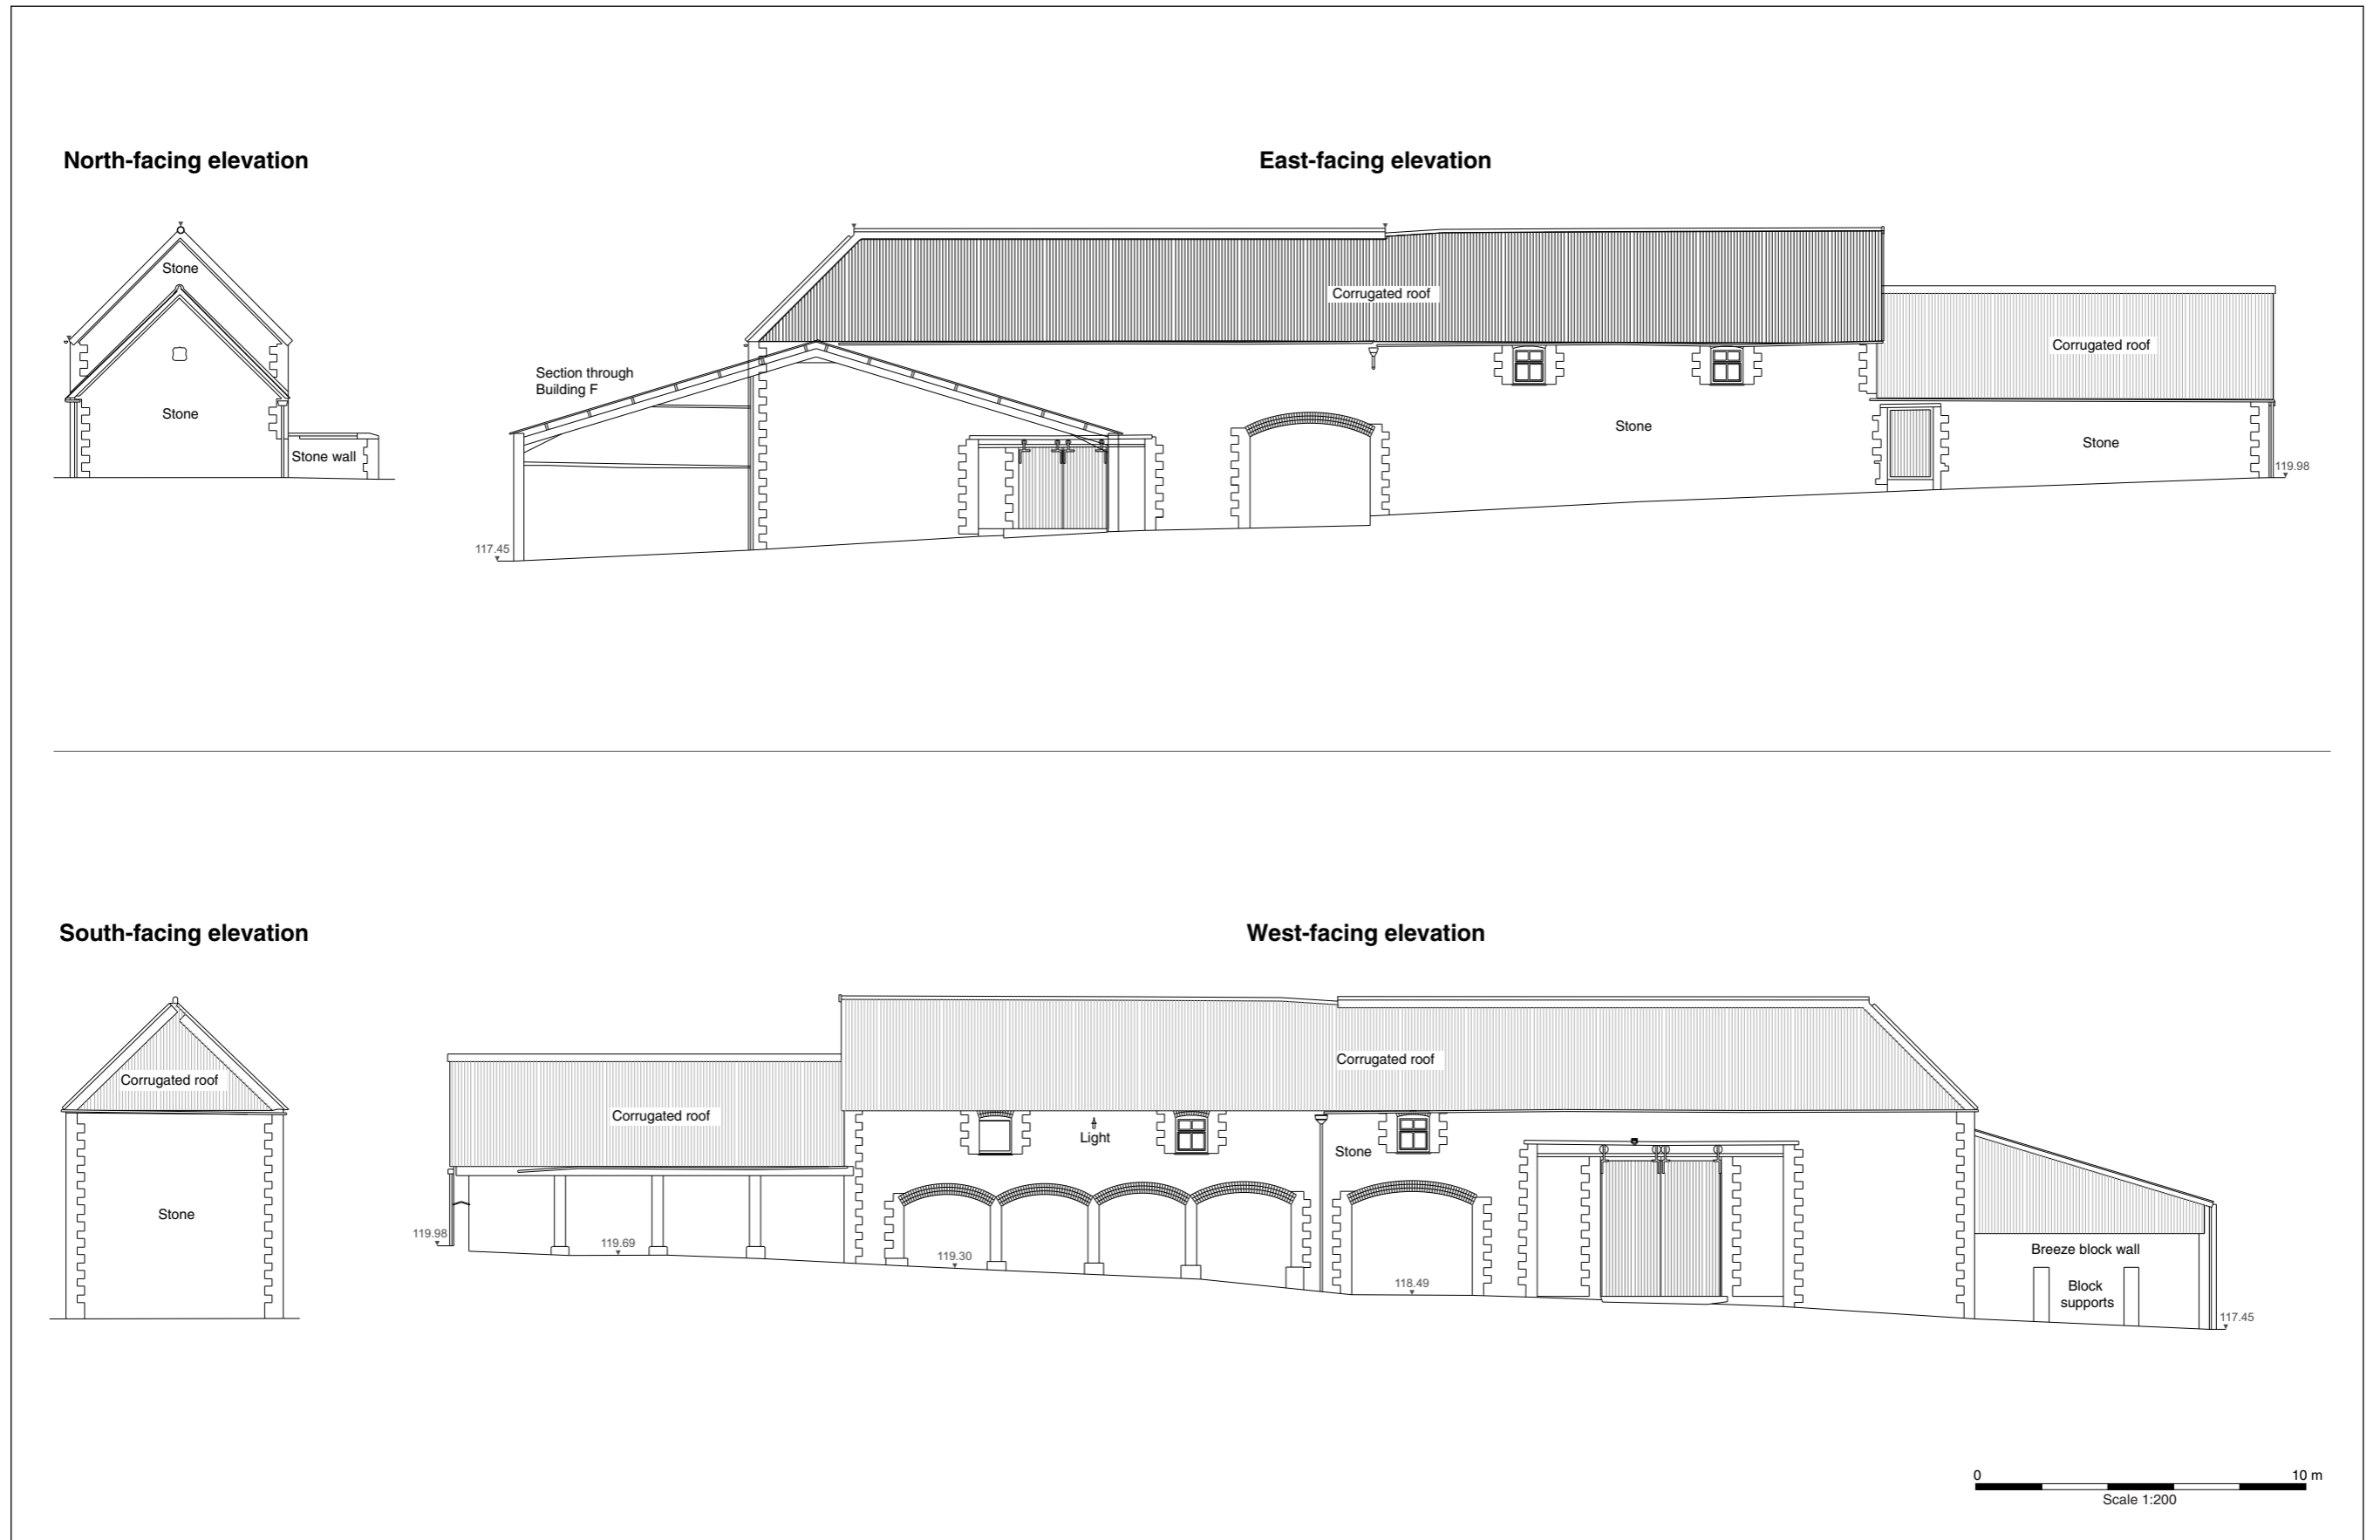 North-facing elevation
East-facing elevation
Stone
Stone
Stone wall
Section through
Building F
117.45
Corrugated roof
Stone
Corrugated roof
Stone
119.98
South-facing elevation
West-facing elevation
Corrugated roof
Stone
Corrugated roof
119.98
119.69
119.30
Light
Corrugated roof
Stone
118.49
Breeze block wall
Block
supports
117.45
0
10 m
Scale 1:200